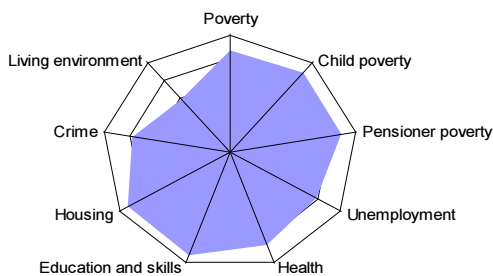 Poverty
Living environment
Child poverty
Crime
Pensioner poverty
Housing
Unemployment
Education and skills
Health